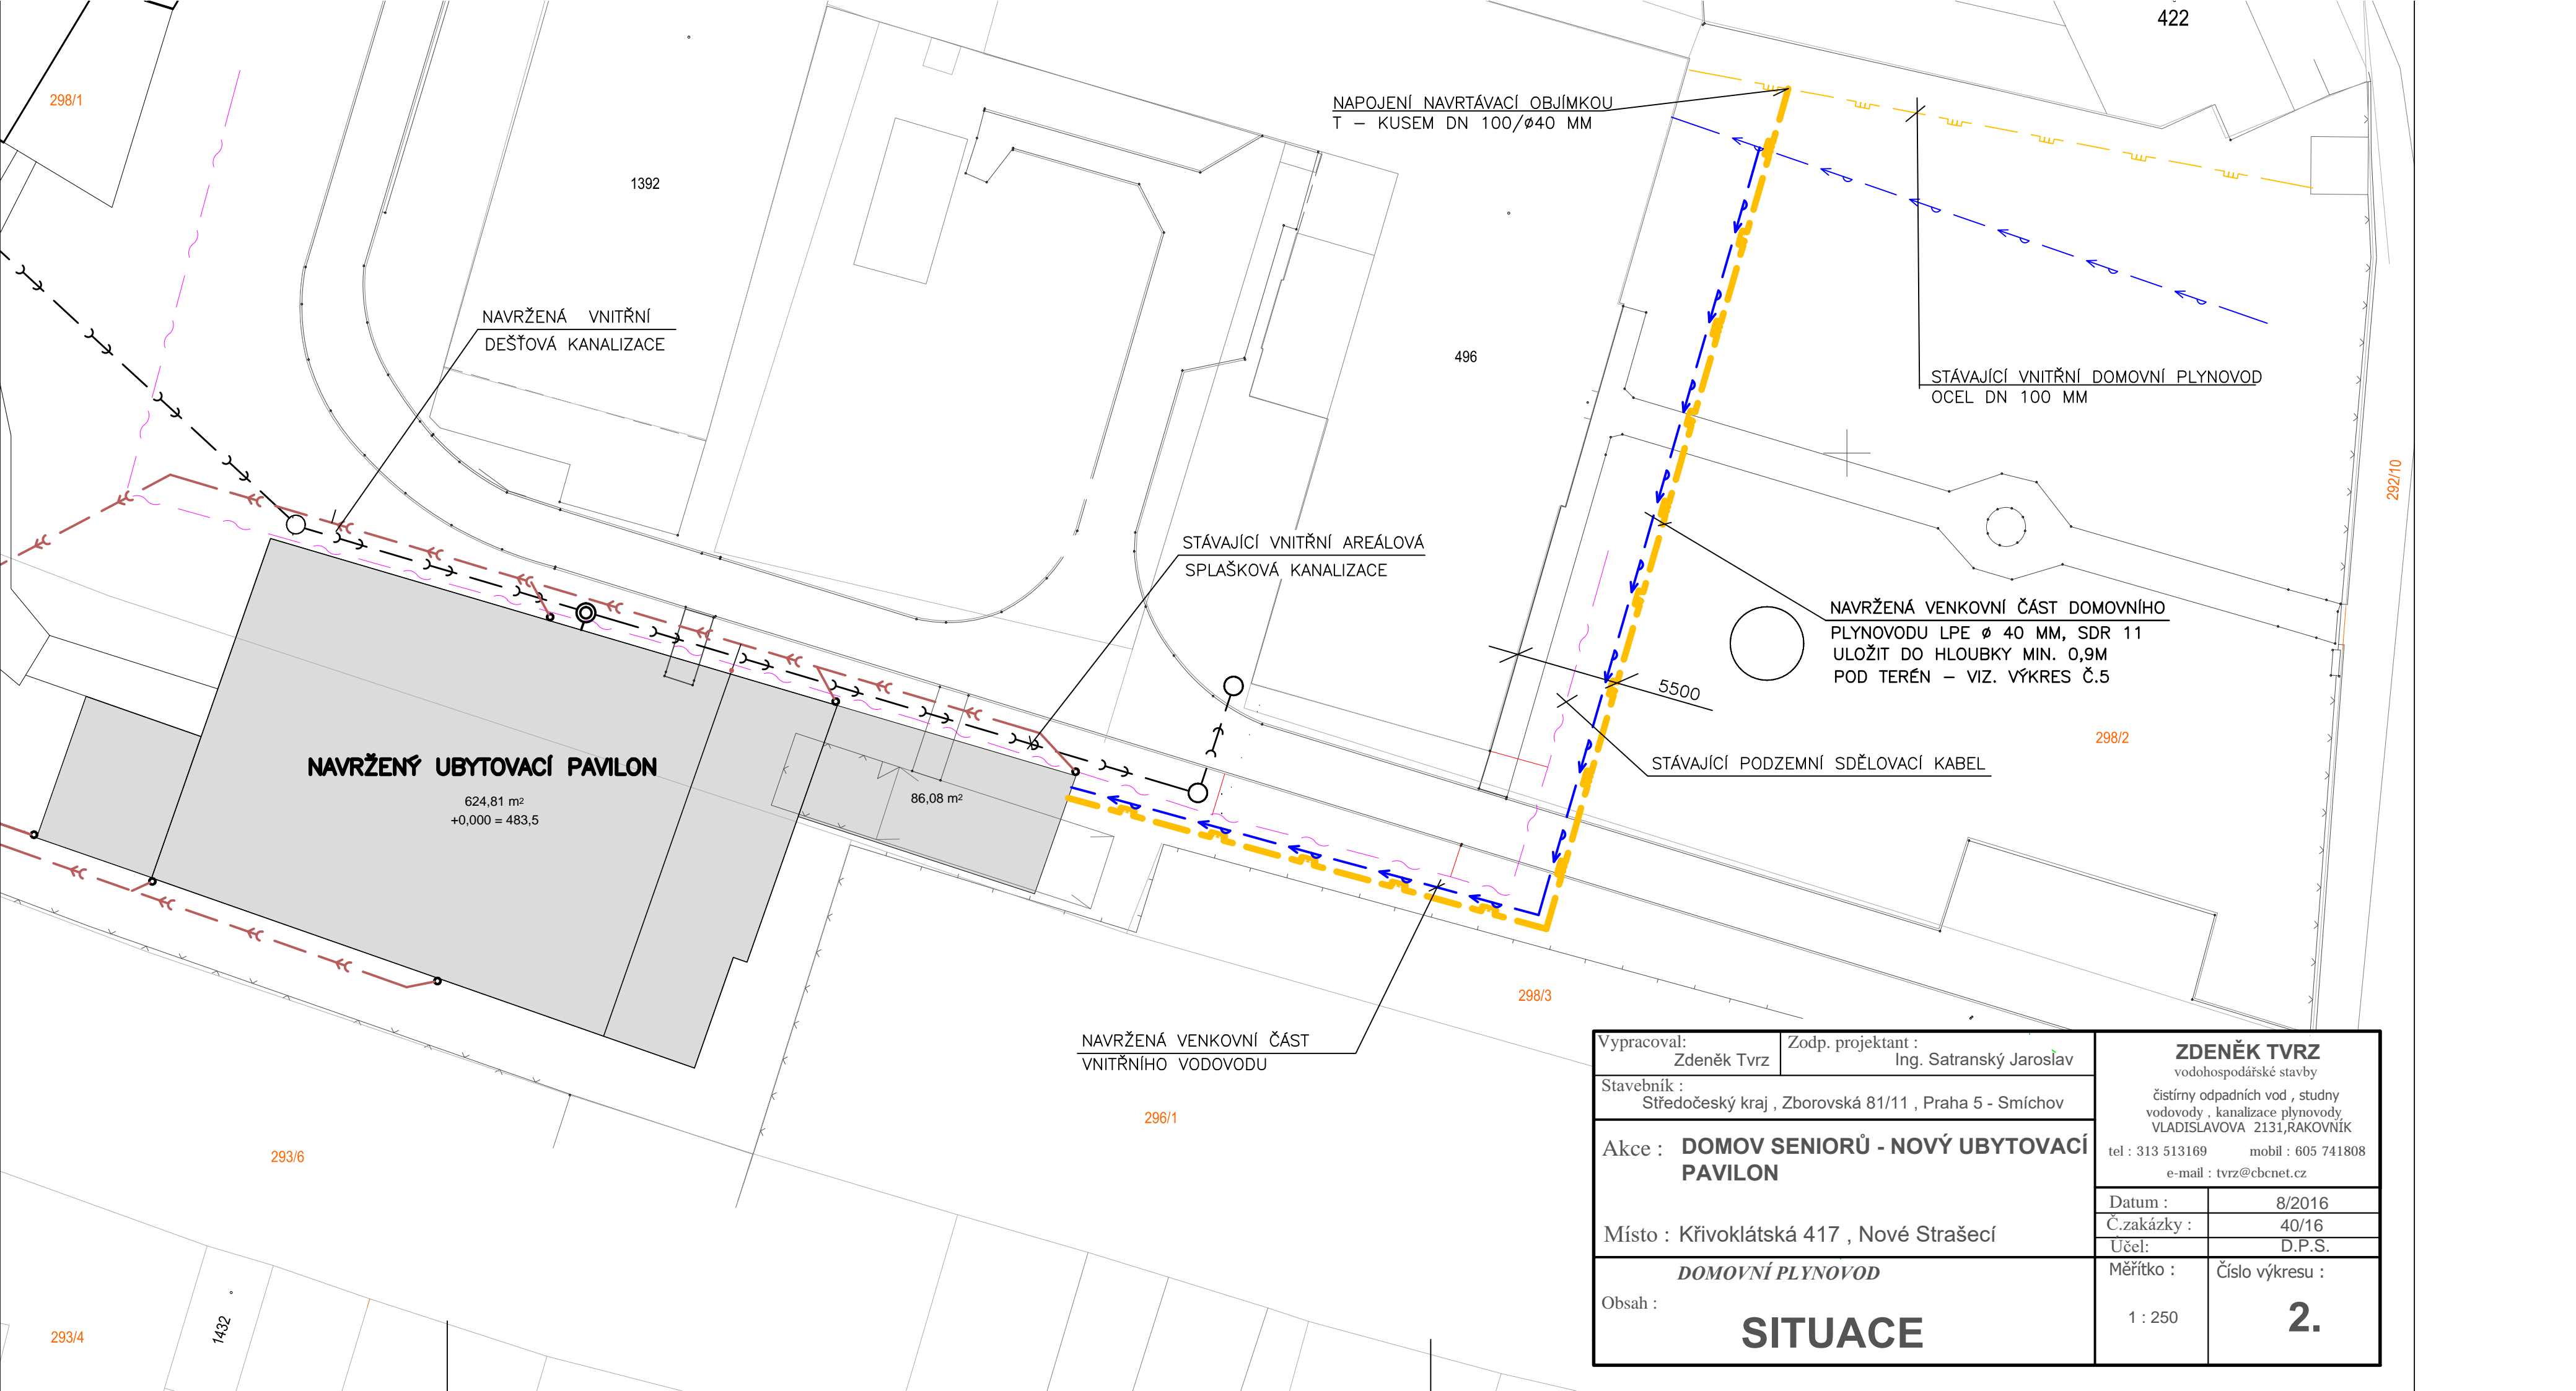 422
298/1
NAPOJENÍ NAVRTÁVACÍ OBJÍMKOU
T – KUSEM DN 100/ø40 MM
1392
NAVRŽENÁ VNITŘNÍ
DEŠŤOVÁ KANALIZACE
496
STÁVAJÍCÍ VNITŘNÍ DOMOVNÍ PLYNOVOD
OCEL DN 100 MM
292/10
STÁVAJÍCÍ VNITŘNÍ AREÁLOVÁ
SPLAŠKOVÁ KANALIZACE
NAVRŽENÁ VENKOVNÍ ČÁST DOMOVNÍHO
PLYNOVODU LPE ø 40 MM, SDR 11
ULOŽIT DO HLOUBKY MIN. 0,9M
POD TERÉN – VIZ. VÝKRES Č.5
5500
298/2
STÁVAJÍCÍ PODZEMNÍ SDĚLOVACÍ KABEL
NAVRŽENÝ UBYTOVACÍ PAVILON
624,81 m2
+0,000 = 483,5
86,08 m2
298/3
NAVRŽENÁ VENKOVNÍ ČÁST
VNITŘNÍHO VODOVODU
296/1
293/6
293/4
1432
Vypracoval:
Zdeněk Tvrz
Zodp. projektant :
Ing. Satranský Jaroslav
Stavebník :
Středočeský kraj , Zborovská 81/11 , Praha 5 - Smíchov
Akce : DOMOV SENIORŮ - NOVÝ UBYTOVACÍ
PAVILON
Místo : Křivoklátská 417 , Nové Strašecí
DOMOVNÍ PLYNOVOD
Obsah :
SITUACE
ZDENĚK TVRZ
vodohospodářské stavby
čistírny odpadních vod , studny
vodovody , kanalizace plynovody
VLADISLAVOVA 2131,RAKOVNÍK
tel : 313 513169 mobil : 605 741808
e-mail : tvrz@cbcnet.cz
Datum : 8/2016
Č.zakázky : 40/16
Účel: D.P.S.
Měřítko :
1 : 250
Číslo výkresu :
2.